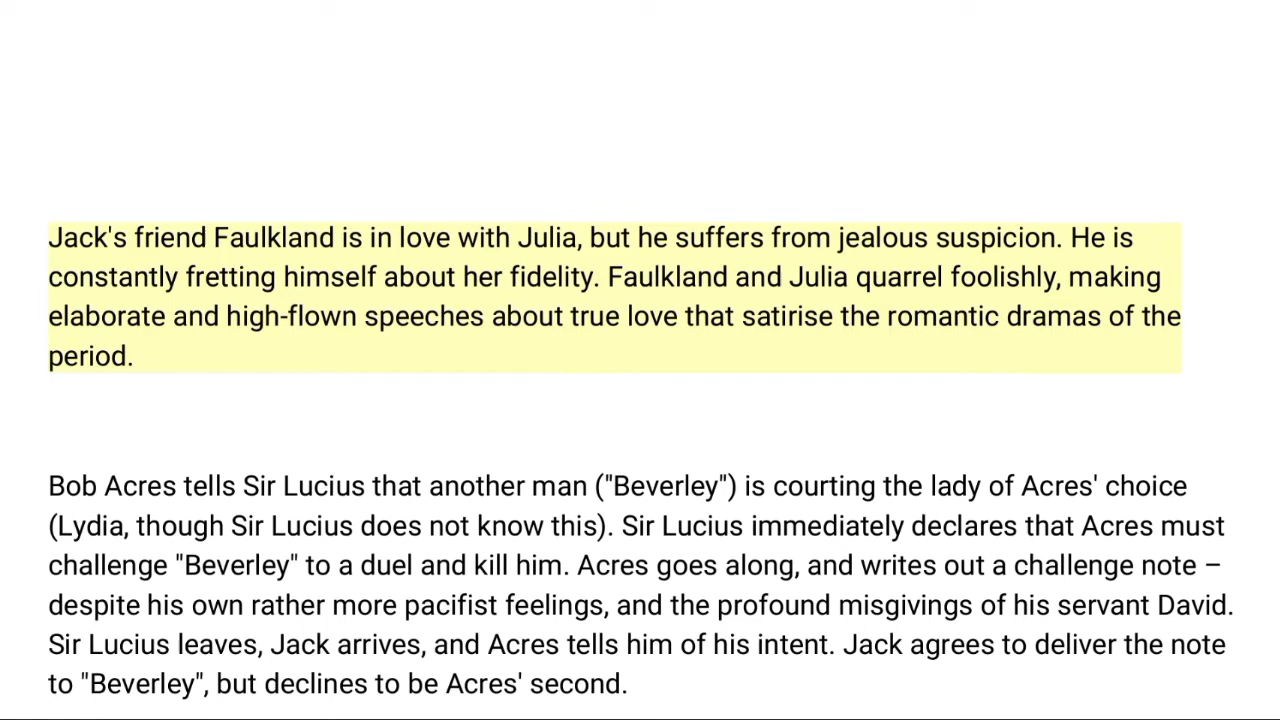 Jack's friend Faulkland is in love with Julia, but he suffers from jealous suspicion. He is
constantly fretting himself about her fidelity. Faulkland and Julia quarrel foolishly, making
elaborate and high-flown speeches about true love that satirise the romantic dramas of the
period.
Bob Acres tells Sir Lucius that another man ("Beverley") is courting the lady of Acres' choice
(Lydia, though Sir Lucius does not know this). Sir Lucius immediately declares that Acres must
challenge "Beverley" to a duel and kill him. Acres goes along, and writes out a challenge note –
despite his own rather more pacifist feelings, and the profound misgivings of his servant David.
Sir Lucius leaves, Jack arrives, and Acres tells him of his intent. Jack agrees to deliver the note
to "Beverley", but declines to be Acres' second.